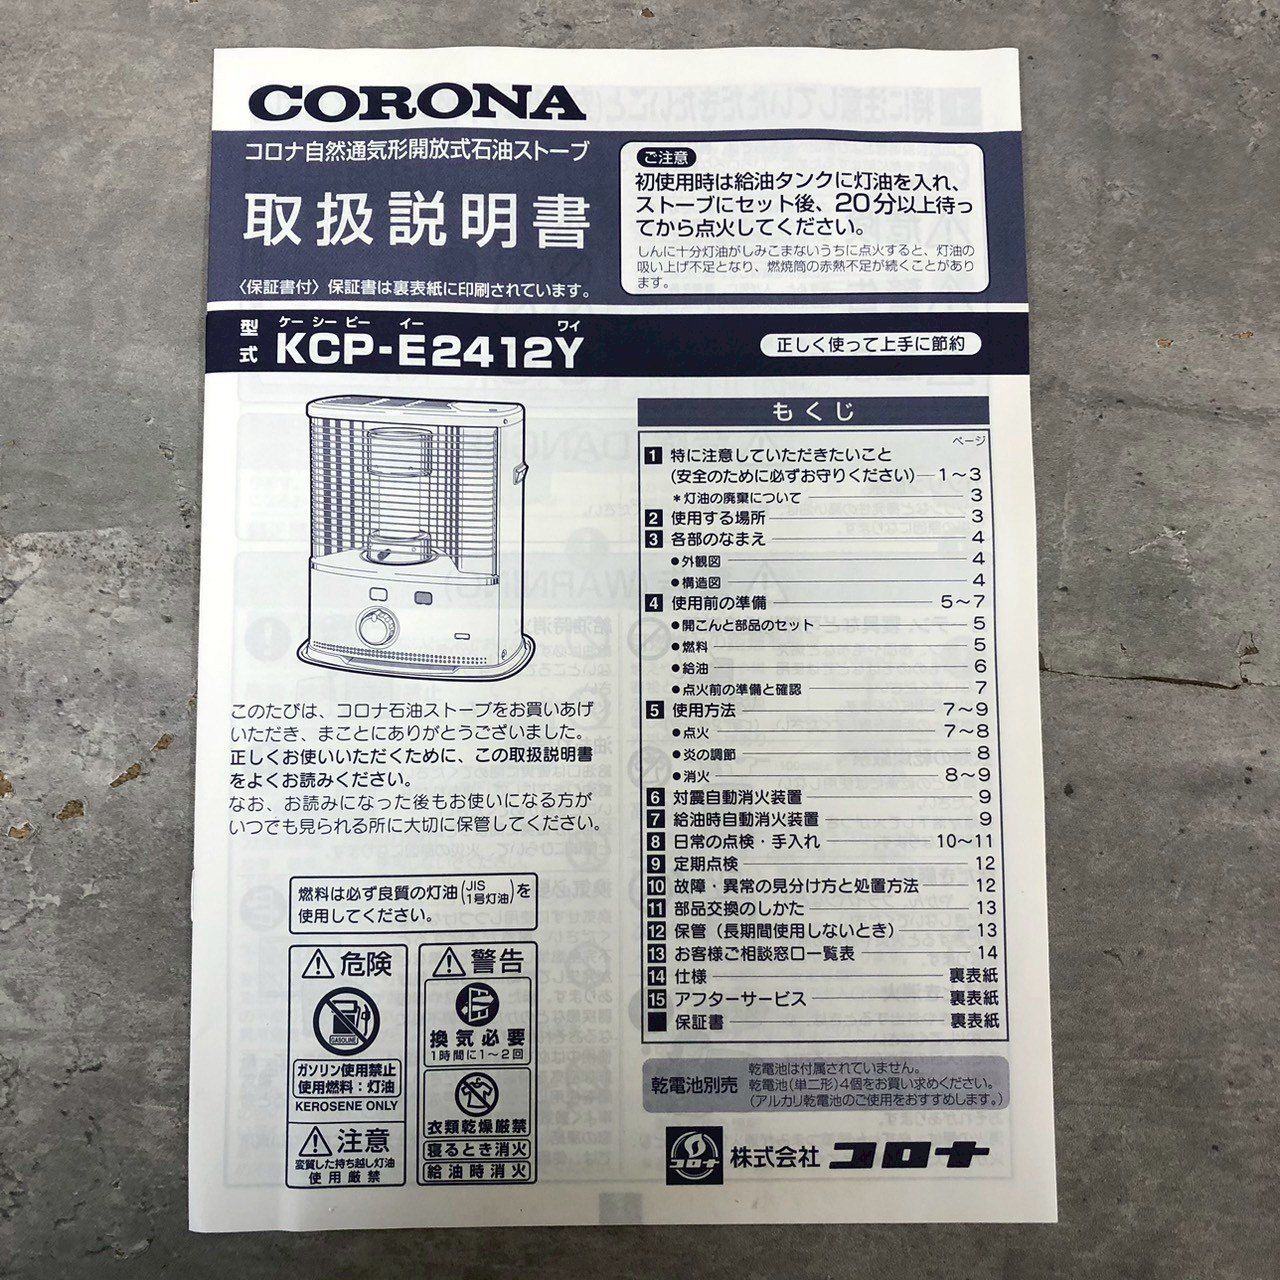 CORONA
コロナ自然通気形開放式石油ストーブ
取扱説明書
〈保証書付〉保証書は裏表紙に印刷されています。
ご注意
初使用時は給油タンクに灯油を入れ、
ストーブにセット後、20分以上待っ
てから点火してください。
しんに十分灯油がしみこまないうちに点火すると、灯油の
吸い上げ不足となり、燃焼筒の赤熱不足が続くことがあり
ます。
ケーシーピー イー ワイ
型式 KCP-E2412Y
正しく使って上手に節約
このたびは、コロナ石油ストーブをお買いあげ
いただき、まことにありがとうございました。
正しくお使いいただくために、この取扱説明書
をよくお読みください。
なお、お読みになった後もお使いになる方が
いつでも見られる所に大切に保管してください。
燃料は必ず良質の灯油(JIS 1号灯油)を
使用してください。
危険
GASOLINE
ガソリン使用禁止
使用燃料：灯油
KEROSENE ONLY
注意
変質した持ち越し灯油
使用厳禁
警告
換気必要
1時間に1〜2回
衣類乾燥厳禁
寝るとき消火
給油時消火
もくじ
ページ
1 特に注意していただきたいこと
(安全のために必ずお守りください) 1〜3
＊灯油の廃棄について 3
2 使用する場所 3
3 各部のなまえ 4
●外観図 4
●構造図 4
4 使用前の準備 5〜7
●開こんと部品のセット 5
●燃料 5
●給油 6
●点火前の準備と確認 7
5 使用方法 7〜9
●点火 7〜8
●炎の調節 8
●消火 8〜9
6 対震自動消火装置 9
7 給油時自動消火装置 9
8 日常の点検・手入れ 10〜11
9 定期点検 12
10 故障・異常の見分け方と処置方法 12
11 部品交換のしかた 13
12 保管（長期間使用しないとき） 13
13 お客様ご相談窓口一覧表 14
14 仕様 裏表紙
15 アフターサービス 裏表紙
■ 保証書 裏表紙
乾電池別売
乾電池は付属されていません。
乾電池(単二形)4個をお買い求めください。
(アルカリ乾電池のご使用をおすすめします。)
コロナ
株式会社 コロナ